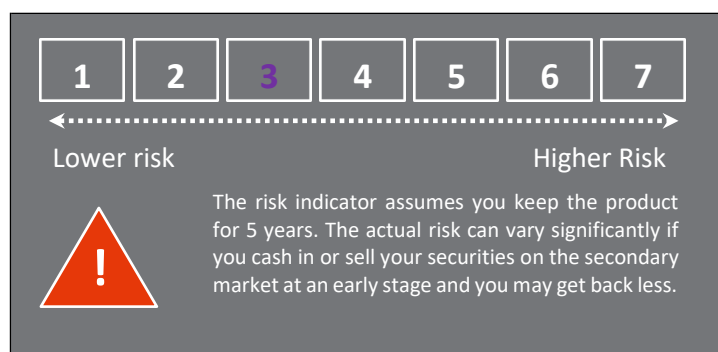 1 2 3 4 5 6 7
Lower risk Higher Risk
The risk indicator assumes you keep the product
for 5 years. The actual risk can vary significantly if
you cash in or sell your securities on the secondary
market at an early stage and you may get back less.
!